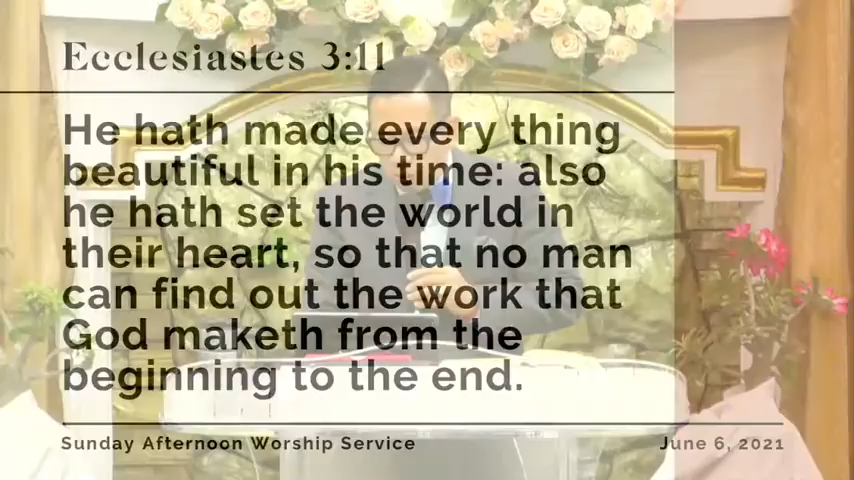 Ecclesiastes 3:11
He hath made every thing
beautiful in his time: also
he hath set the world in
their heart, so that no man
can find out the work that
God maketh from the
beginning to the end.
Sunday Afternoon Worship Service
June 6, 2021